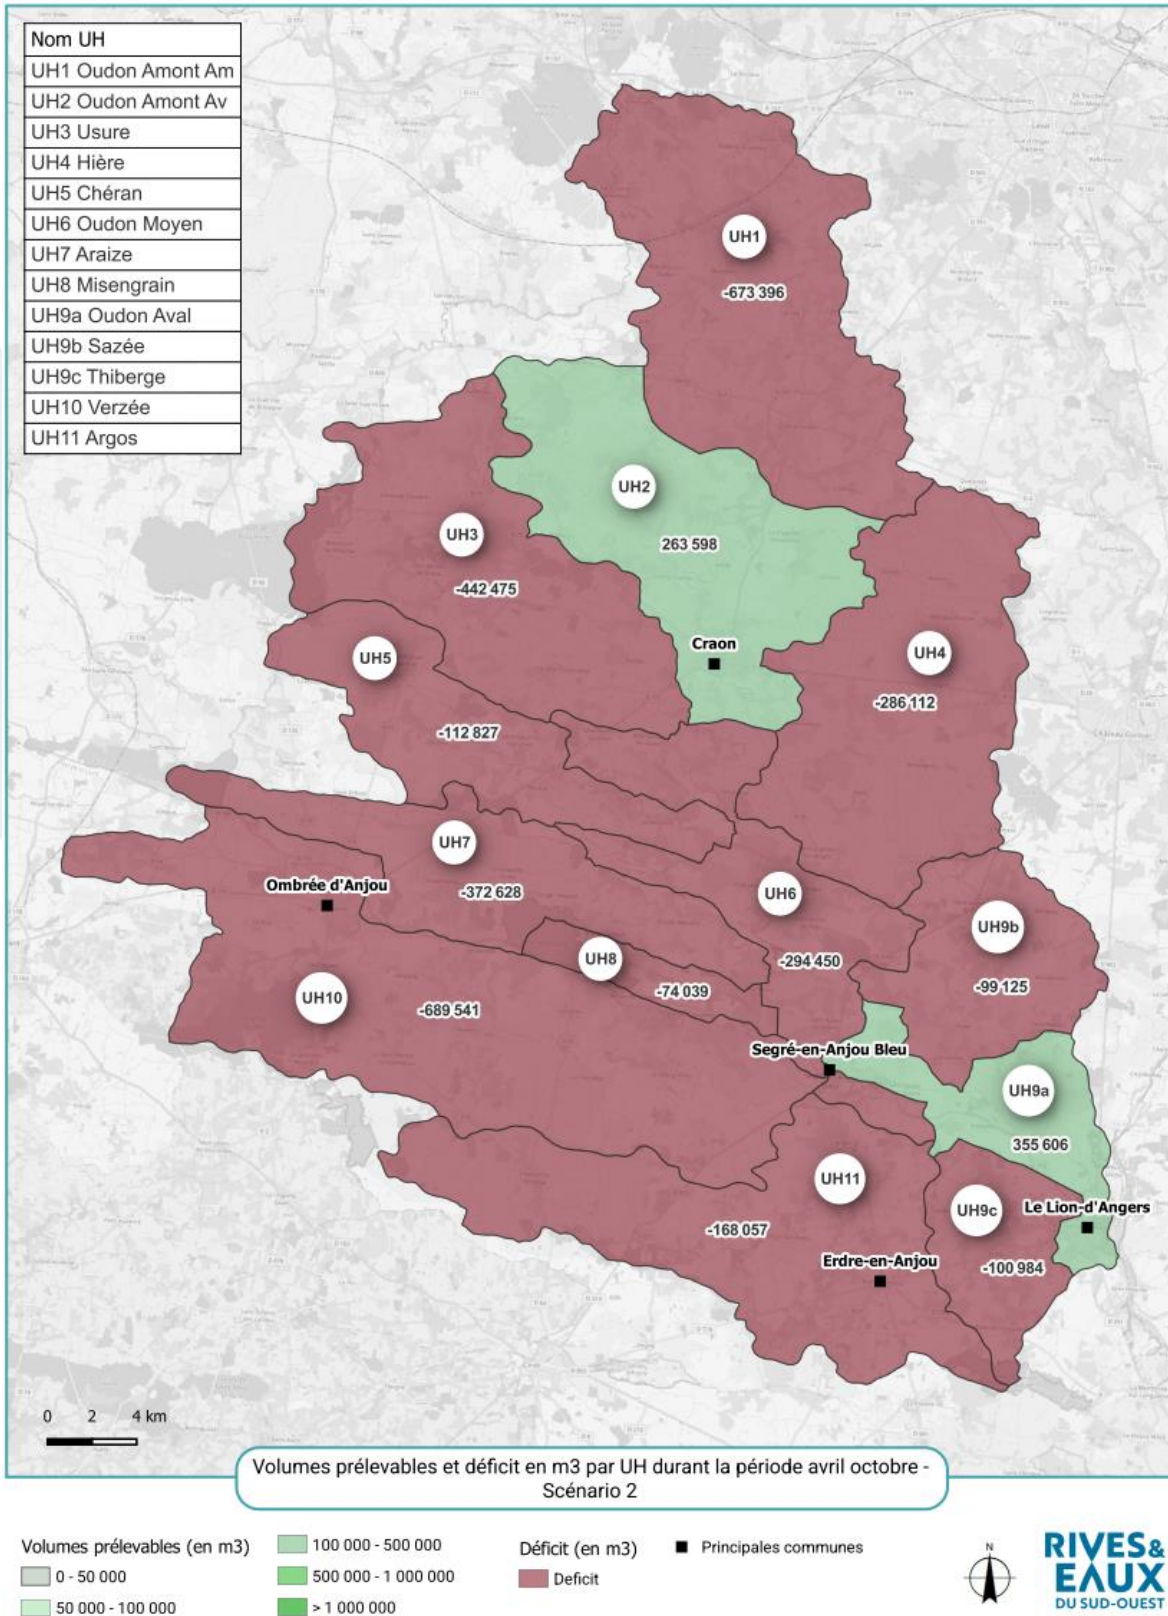 Nom UH
UH1 Oudon Amont Am
UH2 Oudon Amont Av
UH3 Usure
UH4 Hière
UH5 Chéran
UH6 Oudon Moyen
UH7 Araize
UH8 Misengrain
UH9a Oudon Aval
UH9b Sazée
UH9c Thiberge
UH10 Verzée
UH11 Argos
UH1
-673 396
UH2
263 598
UH3
-442 475
Craon
UH4
-286 112
UH5
-112 827
UH7
-372 628
Ombrée d'Anjou
UH6
-294 450
UH9b
-99 125
UH8
-74 039
UH10
-689 541
Segré-en-Anjou Bleu
UH9a
355 606
UH11
-168 057
UH9c
-100 984
Le Lion-d'Angers
Erdre-en-Anjou
0 2 4 km
Volumes prélevables et déficit en m3 par UH durant la période avril octobre -
Scénario 2
Volumes prélevables (en m3)
0 - 50 000
50 000 - 100 000
100 000 - 500 000
500 000 - 1 000 000
> 1 000 000
Déficit (en m3)
Deficit
Principales communes
N
RIVES&
EAUX
DU SUD-OUEST